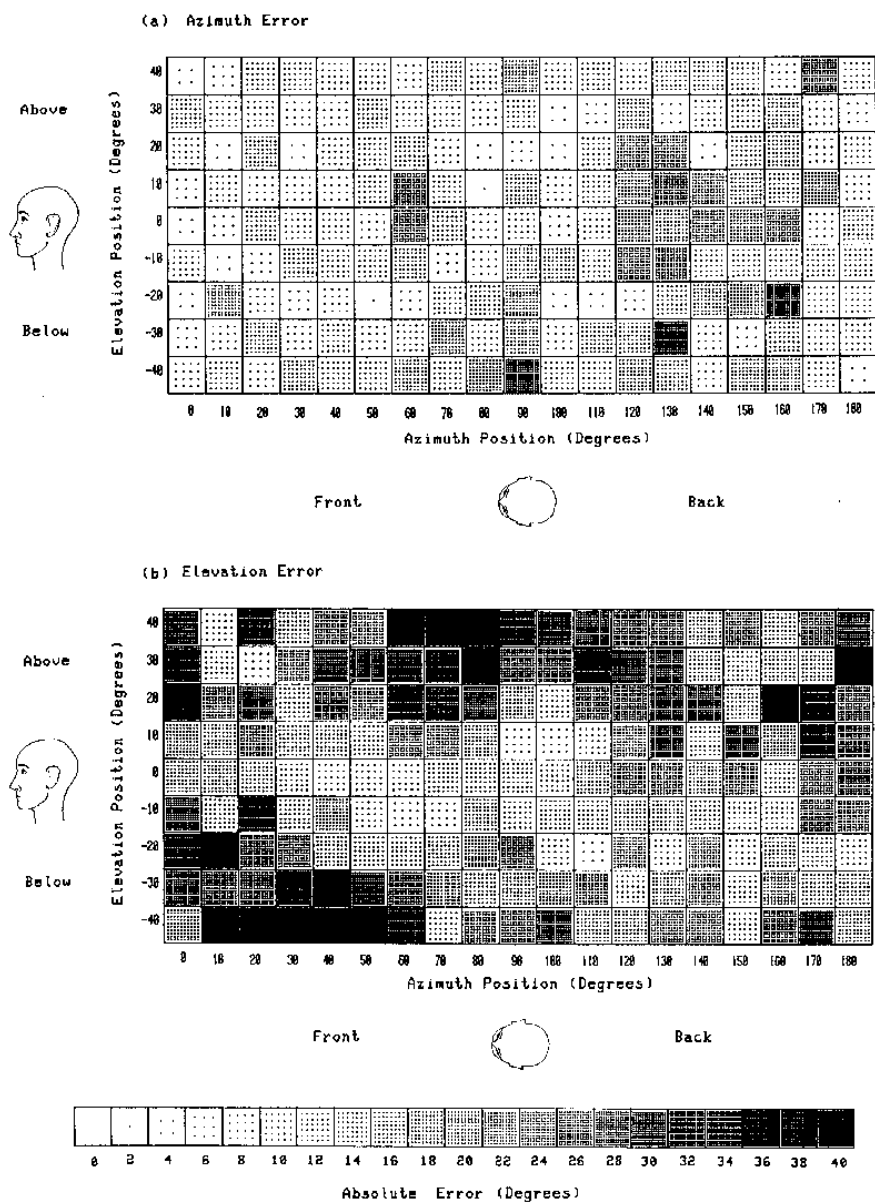 (a) Azimuth Error
Above
Below
Elevation Position (Degrees)
40
30
20
10
0
-10
-20
-30
-40
0 10 20 30 40 50 60 70 80 90 100 110 120 130 140 150 160 170 180
Azimuth Position (Degrees)
Front Back
(b) Elevation Error
Above
Below
Elevation Position (Degrees)
40
30
20
10
0
-10
-20
-30
-40
0 10 20 30 40 50 60 70 80 90 100 110 120 130 140 150 160 170 180
Azimuth Position (Degrees)
Front Back
0 2 4 6 8 10 12 14 16 18 20 22 24 26 28 30 32 34 36 38 40
Absolute Error (Degrees)